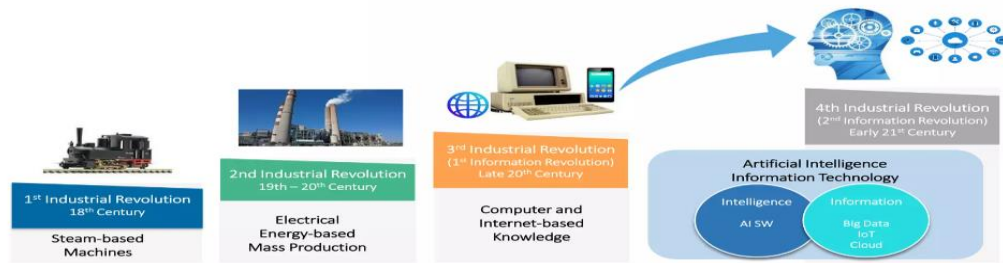 1st Industrial Revolution
18th Century
Steam-based
Machines
2nd Industrial Revolution
19th – 20th Century
Electrical
Energy-based
Mass Production
3rd Industrial Revolution
(1st Information Revolution)
Late 20th Century
Computer and
Internet-based
Knowledge
4th Industrial Revolution
(2nd Information Revolution)
Early 21st Century
Artificial Intelligence
Information Technology
Intelligence
AI SW
Information
Big Data
IoT
Cloud